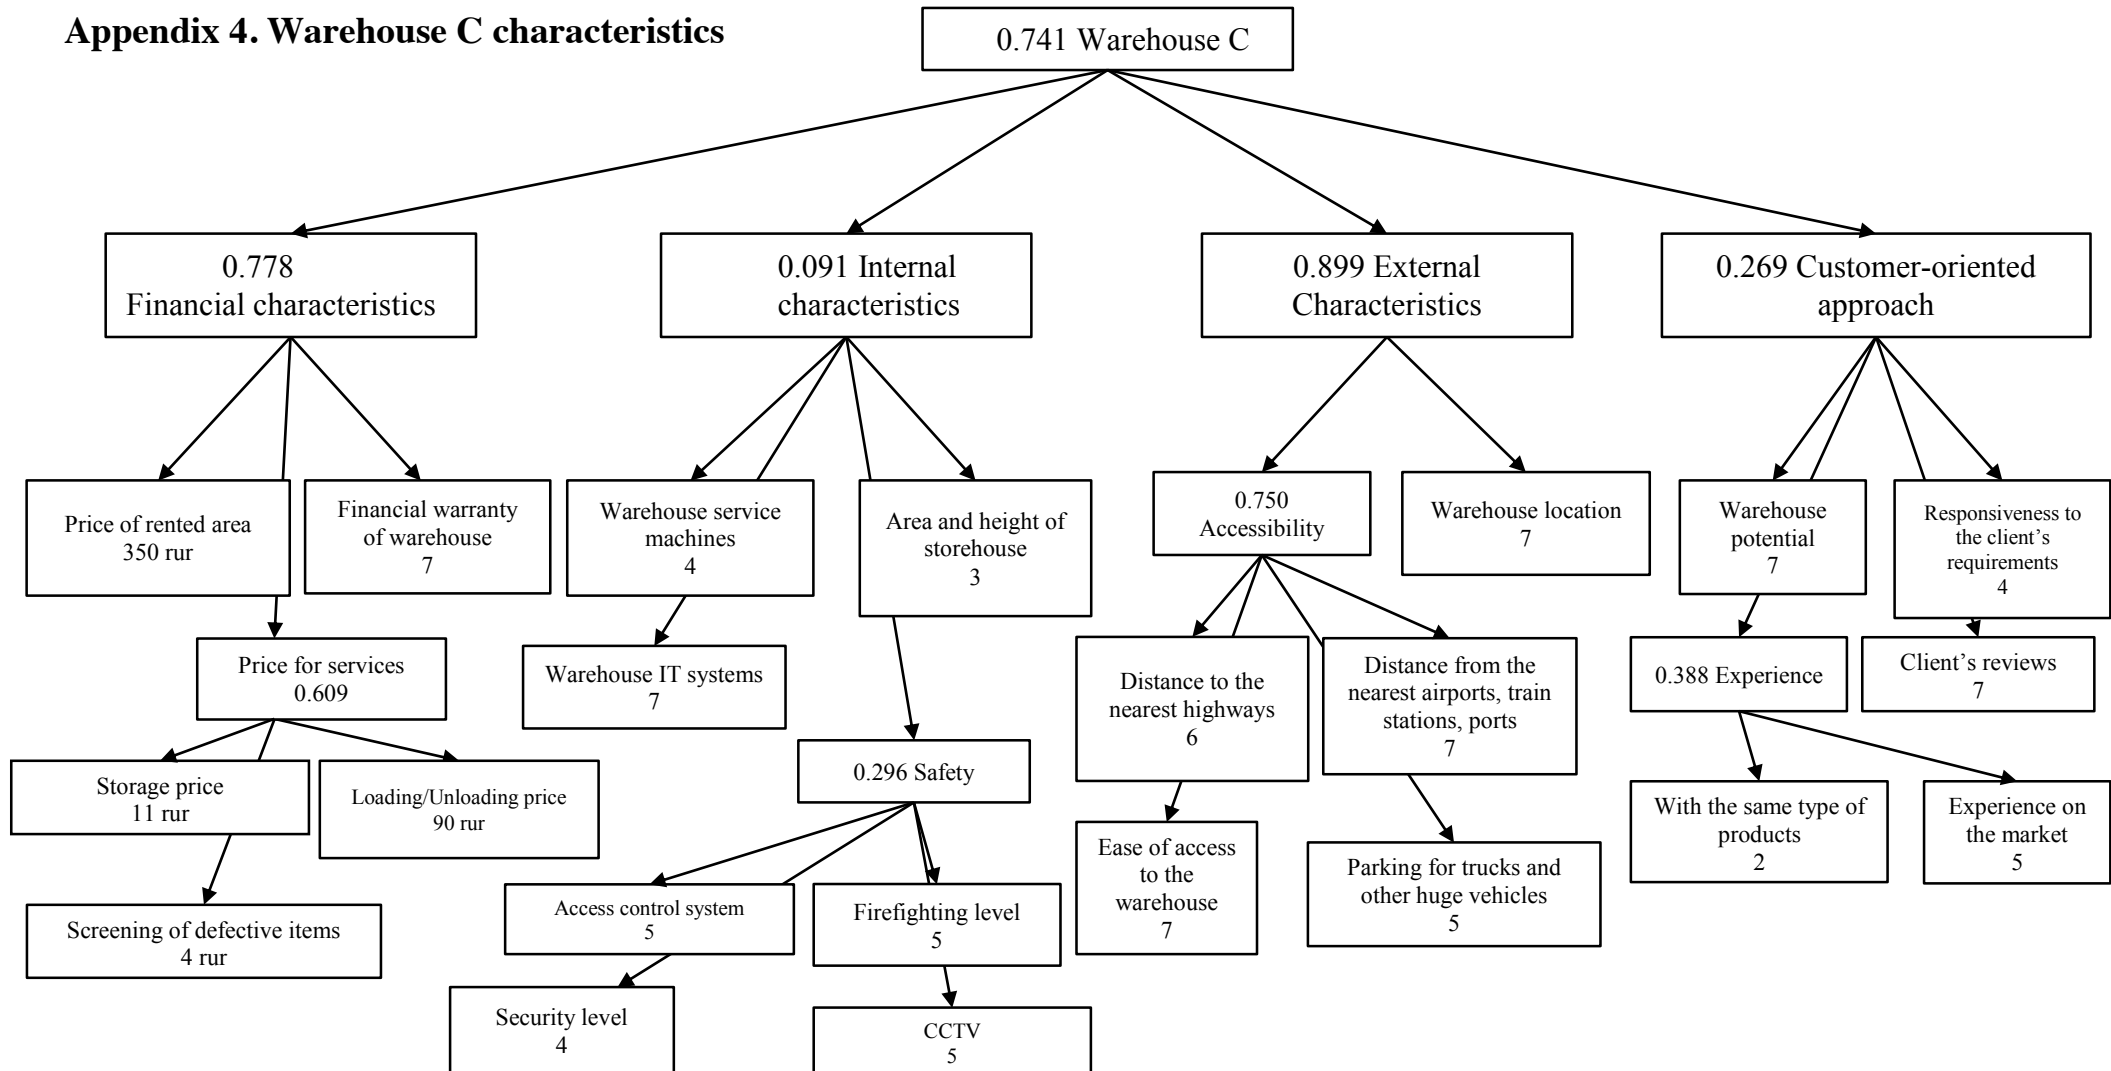 Appendix 4. Warehouse C characteristics
0.741 Warehouse C
0.778
Financial characteristics
0.091 Internal
characteristics
0.899 External
Characteristics
0.269 Customer-oriented
approach
Price of rented area
350 rur
Financial warranty
of warehouse
7
Warehouse service
machines
4
Area and height of
storehouse
3
0.750
Accessibility
Warehouse location
7
Warehouse
potential
7
Responsiveness to
the client’s
requirements
4
Price for services
0.609
Warehouse IT systems
7
Distance to the
nearest highways
6
Distance from the
nearest airports, train
stations, ports
7
0.388 Experience
Client’s reviews
7
Storage price
11 rur
Loading/Unloading price
90 rur
0.296 Safety
With the same type of
products
2
Experience on
the market
5
Ease of access
to the
warehouse
7
Parking for trucks and
other huge vehicles
5
Screening of defective items
4 rur
Access control system
5
Firefighting level
5
Security level
4
CCTV
5